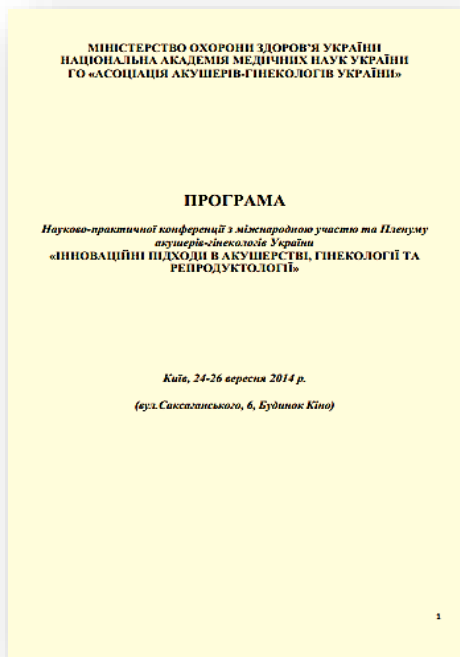 МІНІСТЕРСТВО ОХОРОНИ ЗДОРОВ'Я УКРАЇНИ
НАЦІОНАЛЬНА АКАДЕМІЯ МЕДИЧНИХ НАУК УКРАЇНИ
ГО «АСОЦІАЦІЯ АКУШЕРІВ-ГІНЕКОЛОГІВ УКРАЇНИ»
ПРОГРАМА
Науково-практичної конференції з міжнародною участю та Пленуму
акушерів-гінекологів України
«ІННОВАЦІЙНІ ПІДХОДИ В АКУШЕРСТВІ, ГІНЕКОЛОГІЇ ТА
РЕПРОДУКТОЛОГІЇ»
Київ, 24-26 вересня 2014 р.
(вул.Саксаганського, 6, Будинок Кіно)
1